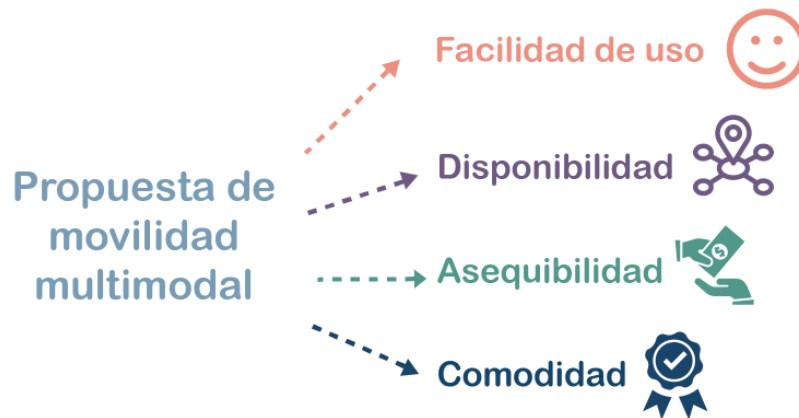 Propuesta de
movilidad
multimodal
Facilidad de uso
Disponibilidad
Asequibilidad
$
Comodidad